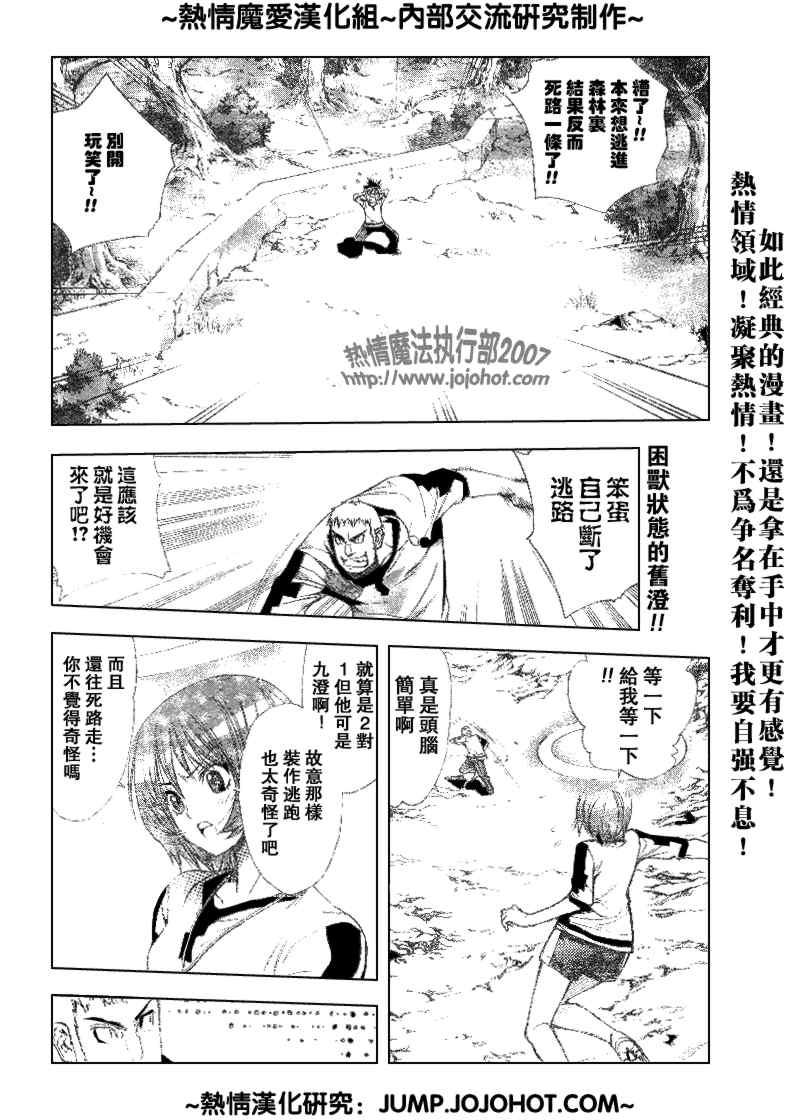 ~熱情魔愛漢化組~內部交流研究制作~
糟了~!!
本來想逃進
森林裏
結果反而
死路一條了!!
別開
玩笑了~!!
熱情魔法执行部2007
http://www.jojohot.com
如此經典的漫畫！還是拿在手中才更有感覺！
熱情領域！凝聚熱情！不爲争名奪利！我要自强不息！
困獸狀態的舊澄!!
笨蛋
自己斷了
逃路
這應該
就是好機會
來了吧!?
等一下
給我等一下
!!
真是頭腦
簡單啊
就算是2對
1但他可是
九澄啊!
故意那樣
裝作逃跑
也太奇怪了吧
而且
還往死路走…
你不覺得奇怪嗎
~熱情漢化研究：JUMP.JOJOHOT.COM~